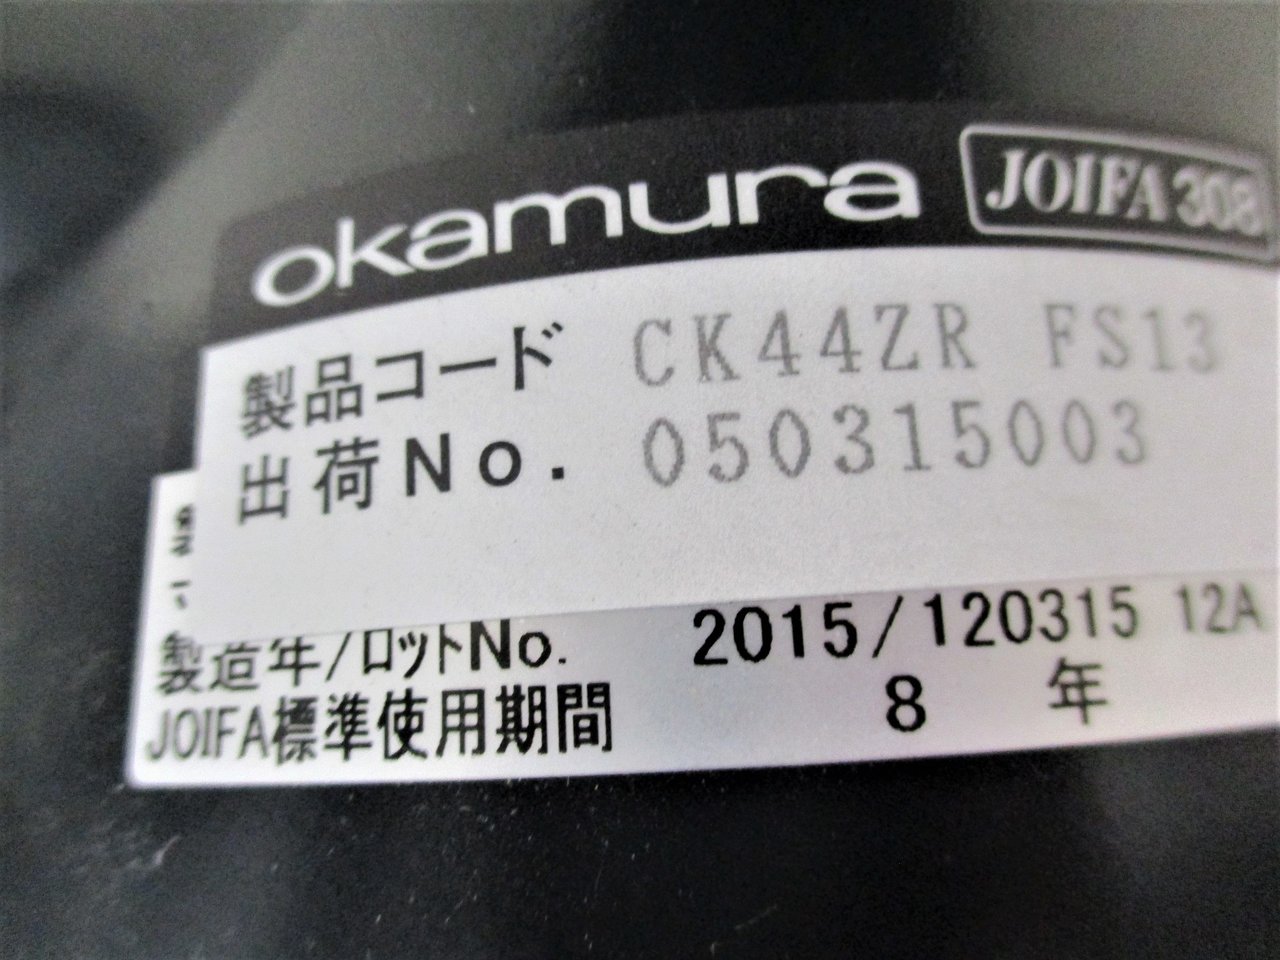 okamura JOIFA 308
製品コード CK44ZR FS13
出荷No. 050315003
製造年/ロットNo. 2015/120315 12A
JOIFA標準使用期間 8 年